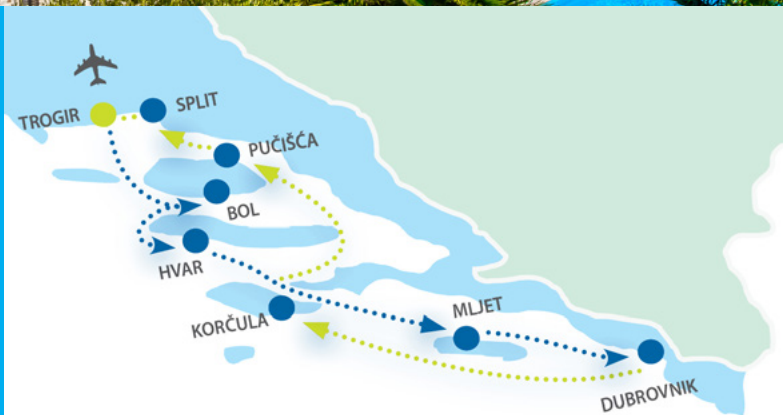 SPLIT
TROGIR
PUČIŠĆA
BOL
HVAR
MLJET
KORČULA
DUBROVNIK